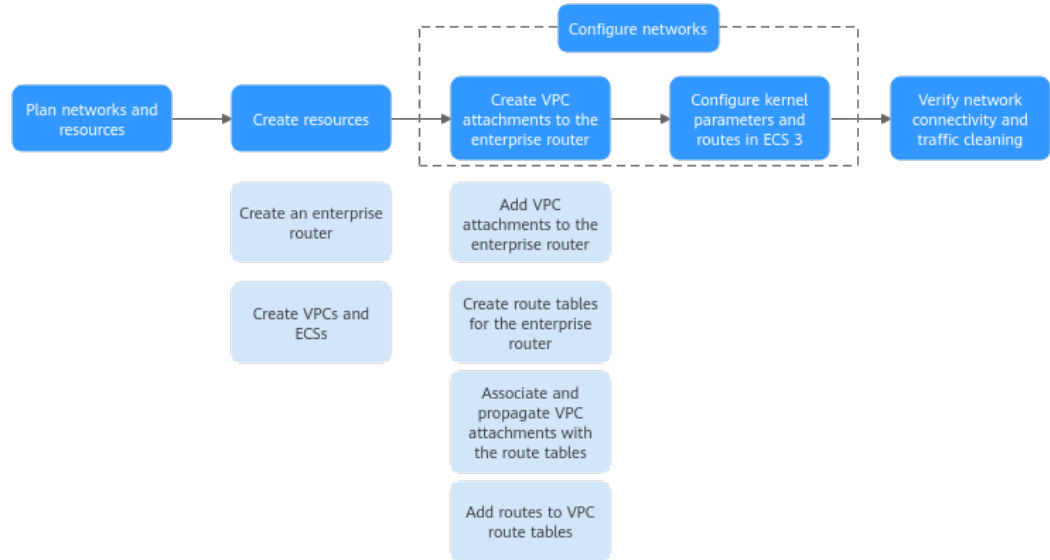 Configure networks
Plan networks and
resources
Create resources
Create VPC
attachments to the
enterprise router
Configure kernel
parameters and
routes in ECS 3
Verify network
connectivity and
traffic cleaning
Create an enterprise
router
Add VPC
attachments to the
enterprise router
Create VPCs and
ECSs
Create route tables
for the enterprise
router
Associate and
propagate VPC
attachments with
the route tables
Add routes to VPC
route tables